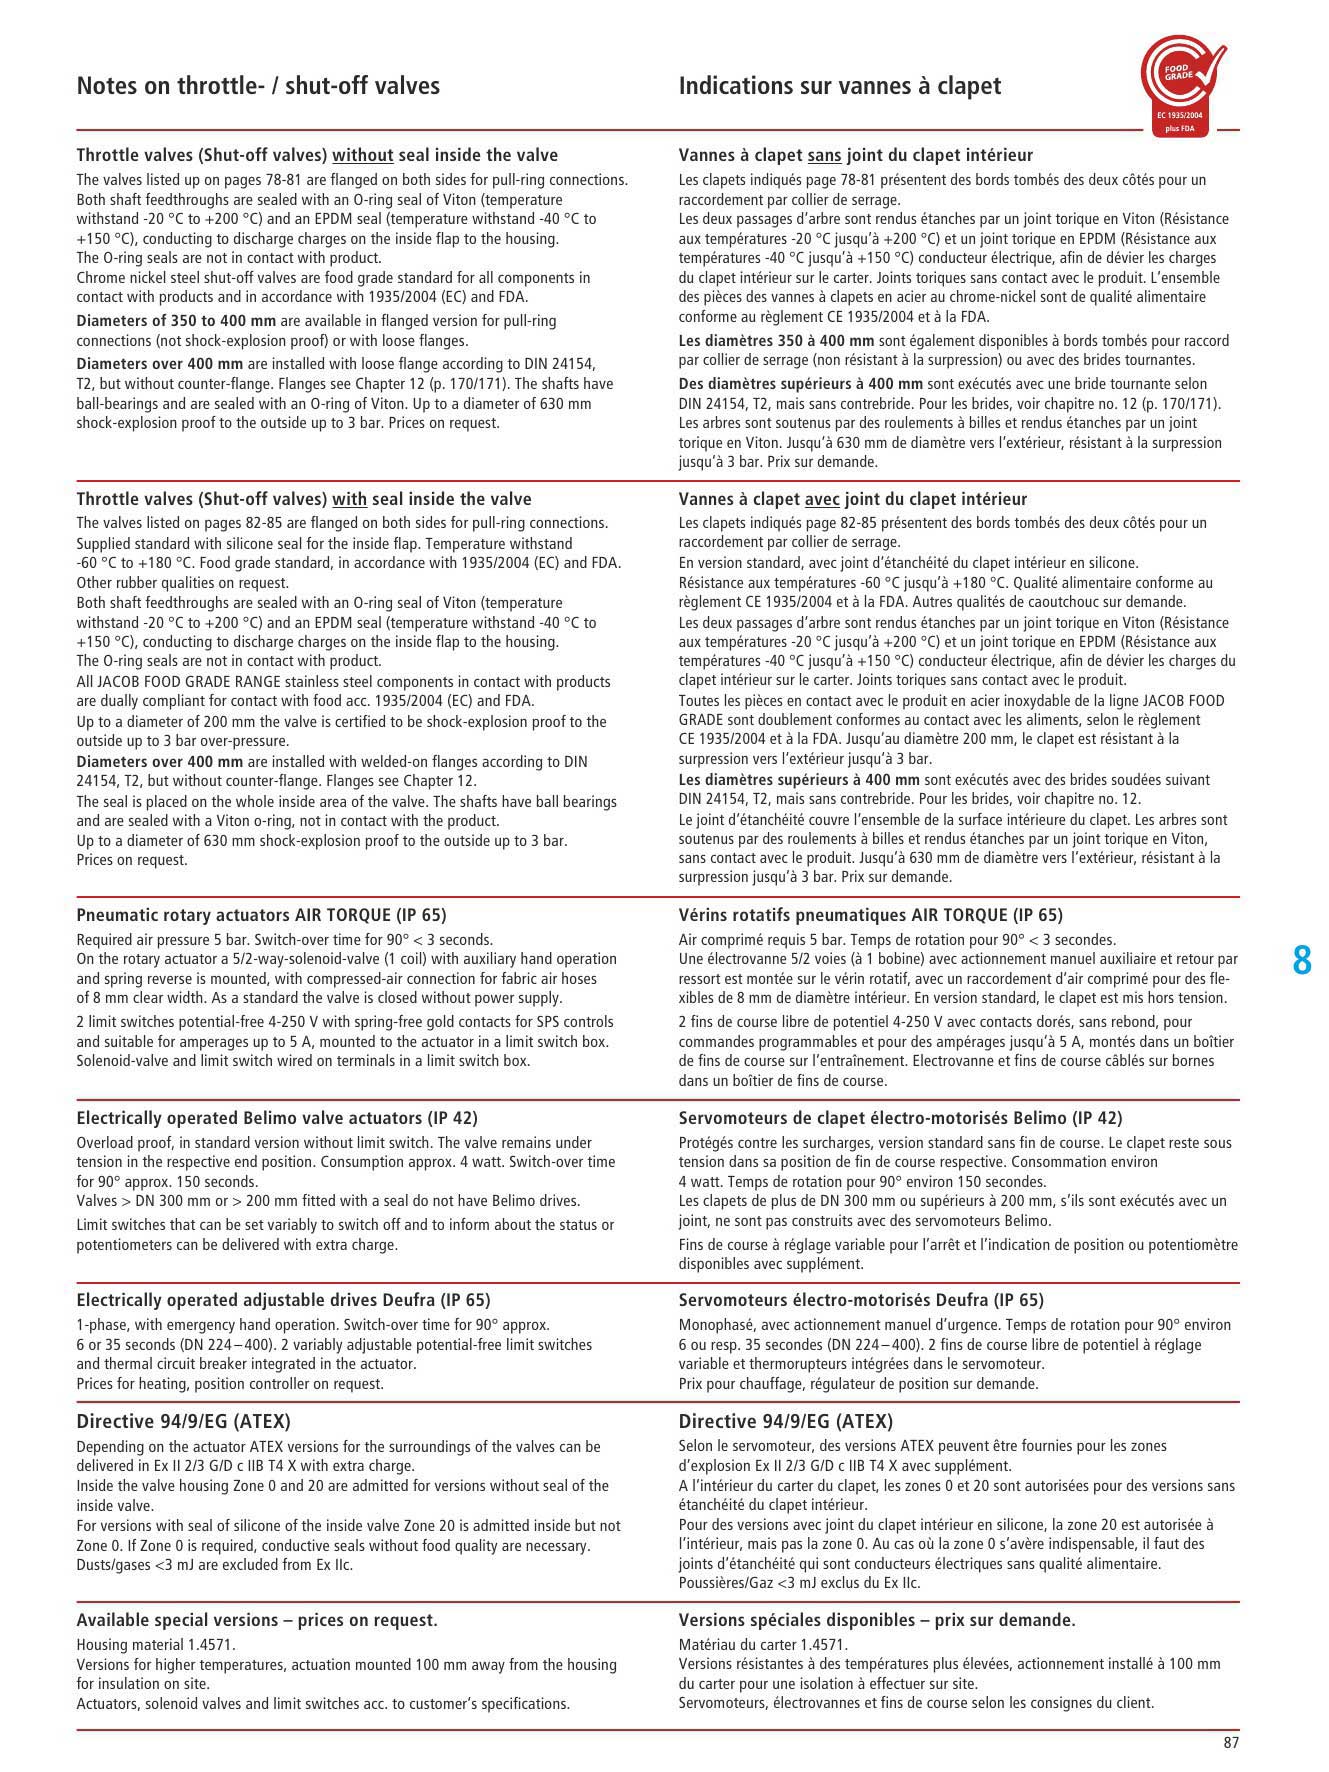 Notes on throttle- / shut-off valves
Indications sur vannes à clapet
FOOD
GRADE
EC 1935/2004
plus FDA
Throttle valves (Shut-off valves) without seal inside the valve
The valves listed up on pages 78-81 are flanged on both sides for pull-ring connections.
Both shaft feedthroughs are sealed with an O-ring seal of Viton (temperature
withstand -20 °C to +200 °C) and an EPDM seal (temperature withstand -40 °C to
+150 °C), conducting to discharge charges on the inside flap to the housing.
The O-ring seals are not in contact with product.
Chrome nickel steel shut-off valves are food grade standard for all components in
contact with products and in accordance with 1935/2004 (EC) and FDA.
Diameters of 350 to 400 mm are available in flanged version for pull-ring
connections (not shock-explosion proof) or with loose flanges.
Diameters over 400 mm are installed with loose flange according to DIN 24154,
T2, but without counter-flange. Flanges see Chapter 12 (p. 170/171). The shafts have
ball-bearings and are sealed with an O-ring of Viton. Up to a diameter of 630 mm
shock-explosion proof to the outside up to 3 bar. Prices on request.
Vannes à clapet sans joint du clapet intérieur
Les clapets indiqués page 78-81 présentent des bords tombés des deux côtés pour un
raccordement par collier de serrage.
Les deux passages d’arbre sont rendus étanches par un joint torique en Viton (Résistance
aux températures -20 °C jusqu’à +200 °C) et un joint torique en EPDM (Résistance aux
températures -40 °C jusqu’à +150 °C) conducteur électrique, afin de dévier les charges
du clapet intérieur sur le carter. Joints toriques sans contact avec le produit. L’ensemble
des pièces des vannes à clapets en acier au chrome-nickel sont de qualité alimentaire
conforme au règlement CE 1935/2004 et à la FDA.
Les diamètres 350 à 400 mm sont également disponibles à bords tombés pour raccord
par collier de serrage (non résistant à la surpression) ou avec des brides tournantes.
Des diamètres supérieurs à 400 mm sont exécutés avec une bride tournante selon
DIN 24154, T2, mais sans contrebride. Pour les brides, voir chapitre no. 12 (p. 170/171).
Les arbres sont soutenus par des roulements à billes et rendus étanches par un joint
torique en Viton. Jusqu’à 630 mm de diamètre vers l’extérieur, résistant à la surpression
jusqu’à 3 bar. Prix sur demande.
Throttle valves (Shut-off valves) with seal inside the valve
The valves listed on pages 82-85 are flanged on both sides for pull-ring connections.
Supplied standard with silicone seal for the inside flap. Temperature withstand
-60 °C to +180 °C. Food grade standard, in accordance with 1935/2004 (EC) and FDA.
Other rubber qualities on request.
Both shaft feedthroughs are sealed with an O-ring seal of Viton (temperature
withstand -20 °C to +200 °C) and an EPDM seal (temperature withstand -40 °C to
+150 °C), conducting to discharge charges on the inside flap to the housing.
The O-ring seals are not in contact with product.
All JACOB FOOD GRADE RANGE stainless steel components in contact with products
are dually compliant for contact with food acc. 1935/2004 (EC) and FDA.
Up to a diameter of 200 mm the valve is certified to be shock-explosion proof to the
outside up to 3 bar over-pressure.
Diameters over 400 mm are installed with welded-on flanges according to DIN
24154, T2, but without counter-flange. Flanges see Chapter 12.
The seal is placed on the whole inside area of the valve. The shafts have ball bearings
and are sealed with a Viton o-ring, not in contact with the product.
Up to a diameter of 630 mm shock-explosion proof to the outside up to 3 bar.
Prices on request.
Vannes à clapet avec joint du clapet intérieur
Les clapets indiqués page 82-85 présentent des bords tombés des deux côtés pour un
raccordement par collier de serrage.
En version standard, avec joint d’étanchéité du clapet intérieur en silicone.
Résistance aux températures -60 °C jusqu’à +180 °C. Qualité alimentaire conforme au
règlement CE 1935/2004 et à la FDA. Autres qualités de caoutchouc sur demande.
Les deux passages d’arbre sont rendus étanches par un joint torique en Viton (Résistance
aux températures -20 °C jusqu’à +200 °C) et un joint torique en EPDM (Résistance aux
températures -40 °C jusqu’à +150 °C) conducteur électrique, afin de dévier les charges du
clapet intérieur sur le carter. Joints toriques sans contact avec le produit.
Toutes les pièces en contact avec le produit en acier inoxydable de la ligne JACOB FOOD
GRADE sont doublement conformes au contact avec les aliments, selon le règlement
CE 1935/2004 et à la FDA. Jusqu’au diamètre 200 mm, le clapet est résistant à la
surpression vers l’extérieur jusqu’à 3 bar.
Les diamètres supérieurs à 400 mm sont exécutés avec des brides soudées suivant
DIN 24154, T2, mais sans contrebride. Pour les brides, voir chapitre no. 12.
Le joint d’étanchéité couvre l’ensemble de la surface intérieure du clapet. Les arbres sont
soutenus par des roulements à billes et rendus étanches par un joint torique en Viton,
sans contact avec le produit. Jusqu’à 630 mm de diamètre vers l’extérieur, résistant à la
surpression jusqu’à 3 bar. Prix sur demande.
Pneumatic rotary actuators AIR TORQUE (IP 65)
Required air pressure 5 bar. Switch-over time for 90° < 3 seconds.
On the rotary actuator a 5/2-way-solenoid-valve (1 coil) with auxiliary hand operation
and spring reverse is mounted, with compressed-air connection for fabric air hoses
of 8 mm clear width. As a standard the valve is closed without power supply.
2 limit switches potential-free 4-250 V with spring-free gold contacts for SPS controls
and suitable for amperages up to 5 A, mounted to the actuator in a limit switch box.
Solenoid-valve and limit switch wired on terminals in a limit switch box.
Vérins rotatifs pneumatiques AIR TORQUE (IP 65)
Air comprimé requis 5 bar. Temps de rotation pour 90° < 3 secondes.
Une électrovanne 5/2 voies (à 1 bobine) avec actionnement manuel auxiliaire et retour par
ressort est montée sur le vérin rotatif, avec un raccordement d’air comprimé pour des fle-
xibles de 8 mm de diamètre intérieur. En version standard, le clapet est mis hors tension.
2 fins de course libre de potentiel 4-250 V avec contacts dorés, sans rebond, pour
commandes programmables et pour des ampérages jusqu’à 5 A, montés dans un boîtier
de fins de course sur l’entraînement. Electrovanne et fins de course câblés sur bornes
dans un boîtier de fins de course.
8
Electrically operated Belimo valve actuators (IP 42)
Overload proof, in standard version without limit switch. The valve remains under
tension in the respective end position. Consumption approx. 4 watt. Switch-over time
for 90° approx. 150 seconds.
Valves > DN 300 mm or > 200 mm fitted with a seal do not have Belimo drives.
Limit switches that can be set variably to switch off and to inform about the status or
potentiometers can be delivered with extra charge.
Servomoteurs de clapet électro-motorisés Belimo (IP 42)
Protégés contre les surcharges, version standard sans fin de course. Le clapet reste sous
tension dans sa position de fin de course respective. Consommation environ
4 watt. Temps de rotation pour 90° environ 150 secondes.
Les clapets de plus de DN 300 mm ou supérieurs à 200 mm, s’ils sont exécutés avec un
joint, ne sont pas construits avec des servomoteurs Belimo.
Fins de course à réglage variable pour l’arrêt et l’indication de position ou potentiomètre
disponibles avec supplément.
Electrically operated adjustable drives Deufra (IP 65)
1-phase, with emergency hand operation. Switch-over time for 90° approx.
6 or 35 seconds (DN 224–400). 2 variably adjustable potential-free limit switches
and thermal circuit breaker integrated in the actuator.
Prices for heating, position controller on request.
Servomoteurs électro-motorisés Deufra (IP 65)
Monophasé, avec actionnement manuel d’urgence. Temps de rotation pour 90° environ
6 ou resp. 35 secondes (DN 224–400). 2 fins de course libre de potentiel à réglage
variable et thermorupteurs intégrées dans le servomoteur.
Prix pour chauffage, régulateur de position sur demande.
Directive 94/9/EG (ATEX)
Depending on the actuator ATEX versions for the surroundings of the valves can be
delivered in Ex II 2/3 G/D c IIB T4 X with extra charge.
Inside the valve housing Zone 0 and 20 are admitted for versions without seal of the
inside valve.
For versions with seal of silicone of the inside valve Zone 20 is admitted inside but not
Zone 0. If Zone 0 is required, conductive seals without food quality are necessary.
Dusts/gases <3 mJ are excluded from Ex IIc.
Directive 94/9/EG (ATEX)
Selon le servomoteur, des versions ATEX peuvent être fournies pour les zones
d’explosion Ex II 2/3 G/D c IIB T4 X avec supplément.
A l’intérieur du carter du clapet, les zones 0 et 20 sont autorisées pour des versions sans
étanchéité du clapet intérieur.
Pour des versions avec joint du clapet intérieur en silicone, la zone 20 est autorisée à
l’intérieur, mais pas la zone 0. Au cas où la zone 0 s’avère indispensable, il faut des
joints d’étanchéité qui sont conducteurs électriques sans qualité alimentaire.
Poussières/Gaz <3 mJ exclus du Ex IIc.
Available special versions – prices on request.
Housing material 1.4571.
Versions for higher temperatures, actuation mounted 100 mm away from the housing
for insulation on site.
Actuators, solenoid valves and limit switches acc. to customer’s specifications.
Versions spéciales disponibles – prix sur demande.
Matériau du carter 1.4571.
Versions résistantes à des températures plus élevées, actionnement installé à 100 mm
du carter pour une isolation à effectuer sur site.
Servomoteurs, électrovannes et fins de course selon les consignes du client.
87